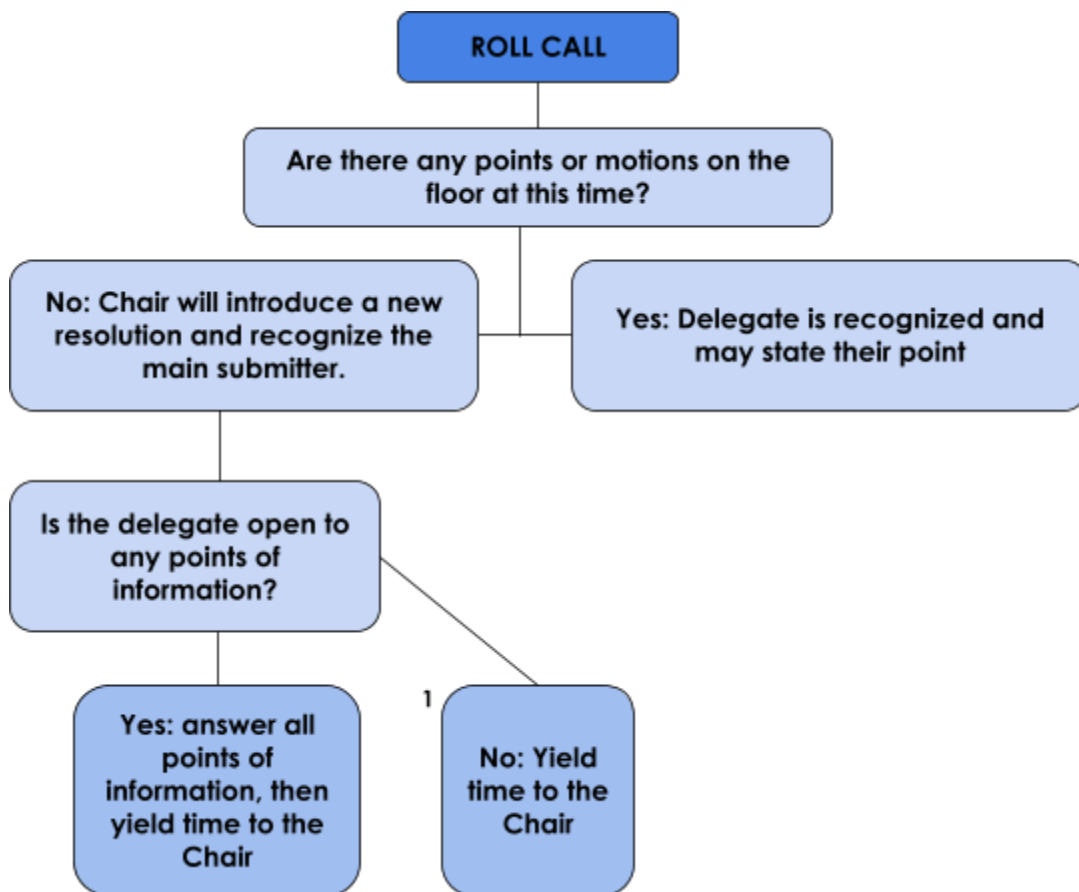 ROLL CALL
Are there any points or motions on the
floor at this time?
No: Chair will introduce a new
resolution and recognize the
main submitter.
Yes: Delegate is recognized and
may state their point
Is the delegate open to
any points of
information?
Yes: answer all
points of
information, then
yield time to the
Chair
1
No: Yield
time to the
Chair